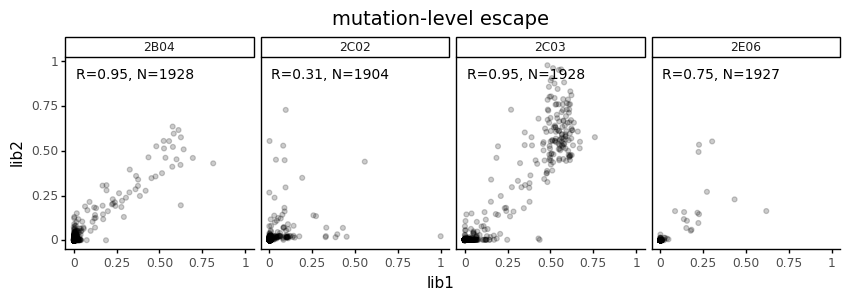 mutation-level escape
2B04 2C02 2C03 2E06
R=0.95, N=1928 R=0.31, N=1904 R=0.95, N=1928 R=0.75, N=1927
1
0.75
0.50
0.25
0
lib2
0 0.25 0.50 0.75 1 0 0.25 0.50 0.75 1 0 0.25 0.50 0.75 1 0 0.25 0.50 0.75 1
lib1